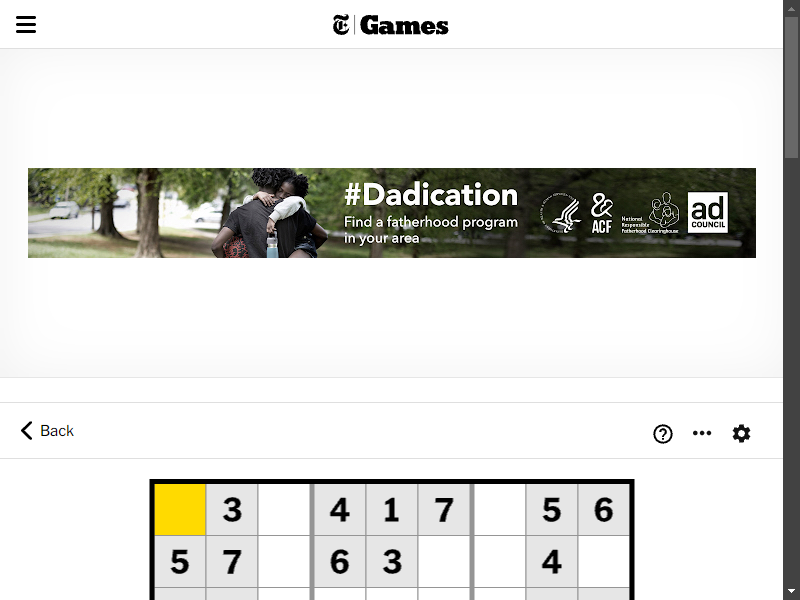 T Games
#Dadication
Find a fatherhood program
in your area
ACF
National
Responsible
Fatherhood Clearinghouse
ad
COUNCIL
Back
3 4 1 7 5 6
5 7 6 3 4